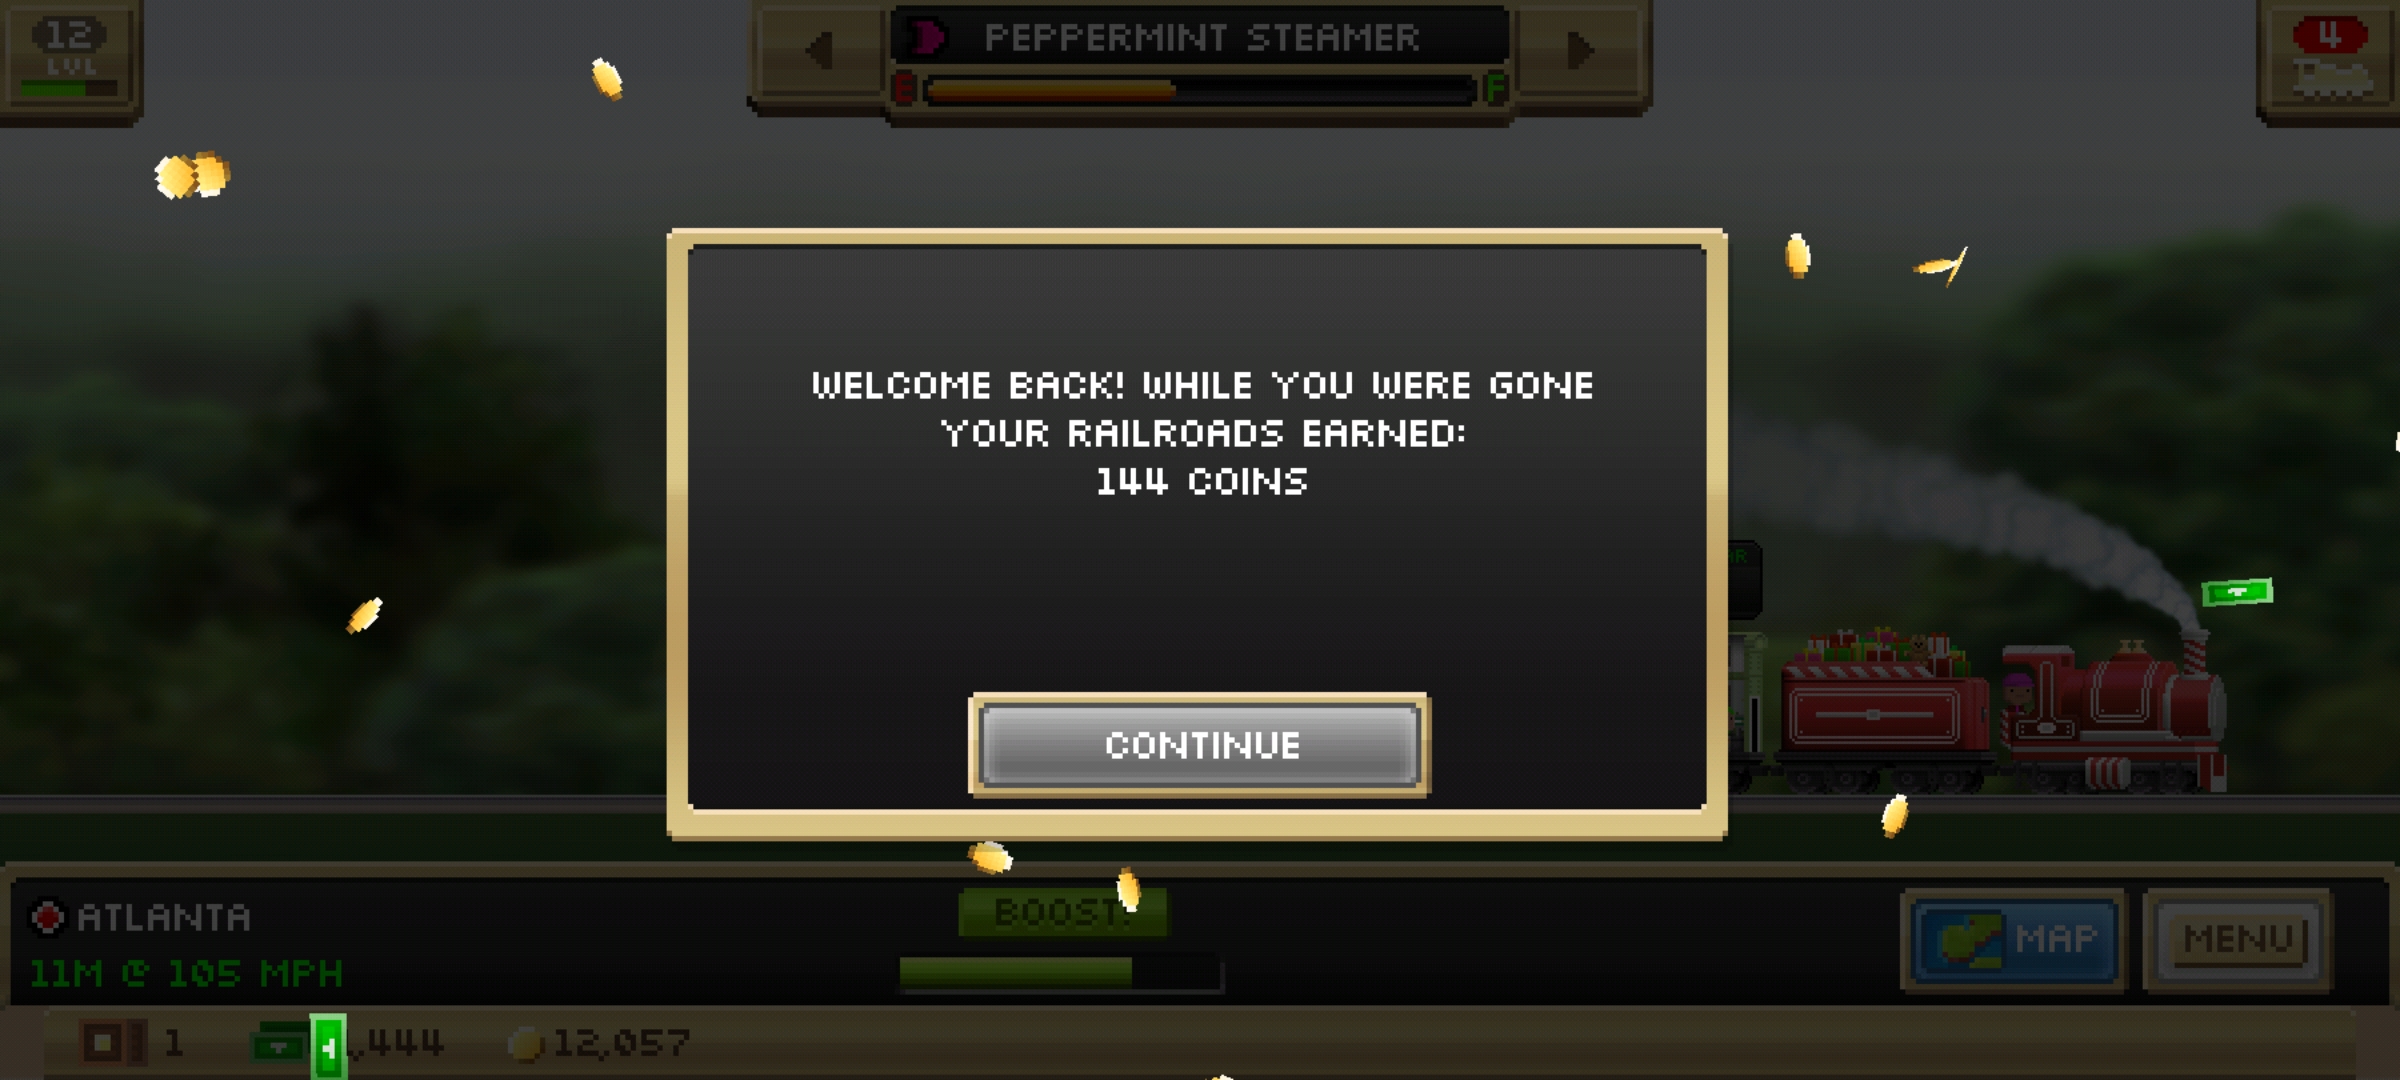 12
LVL
PEPPERMINT STEAMER
E
F
4
WELCOME BACK! WHILE YOU WERE GONE
YOUR RAILROADS EARNED:
144 COINS
CONTINUE
ATLANTA
11M @ 105 MPH
BOOST!
MAP
MENU
1
,444
12,057